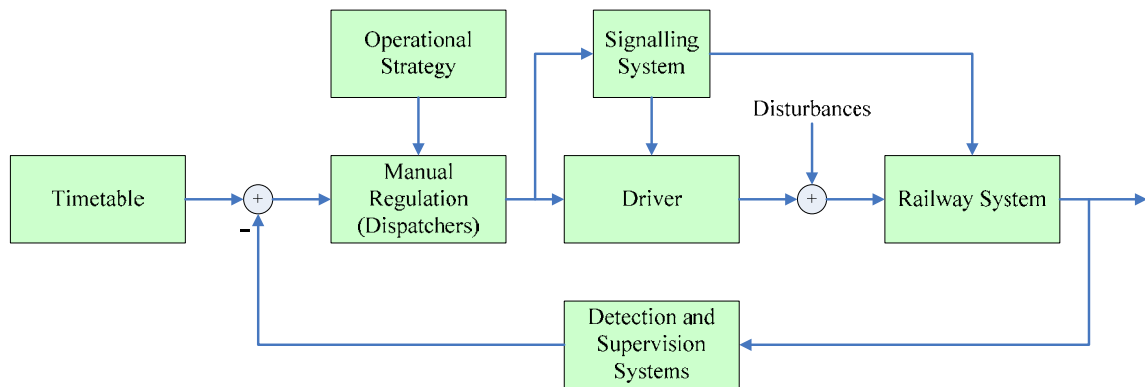 Operational
Strategy
Signalling
System
Disturbances
Timetable
+
Manual
Regulation
(Dispatchers)
Driver
+
Railway System
-
Detection and
Supervision
Systems